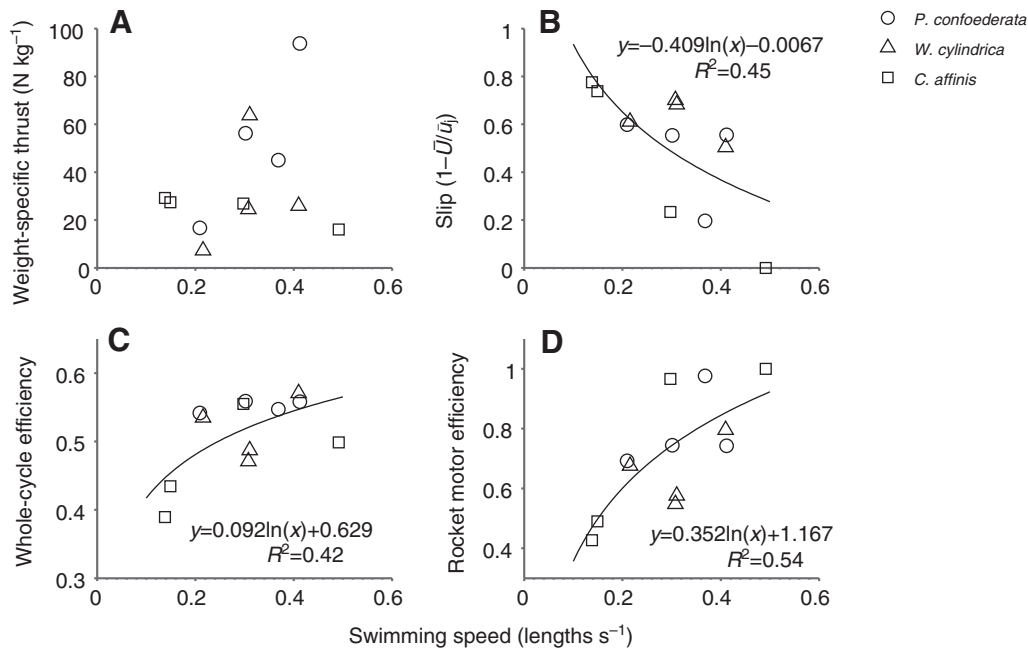 A
Weight-specific thrust (N kg⁻¹)
100
80
60
40
20
0
0 0.2 0.4 0.6
B
y=−0.409ln(x)−0.0067
R²=0.45
Slip (1−Ū/ūj)
1
0.8
0.6
0.4
0.2
0
0 0.2 0.4 0.6
P. confoederata
W. cylindrica
C. affinis
C
Whole-cycle efficiency
0.6
0.5
0.4
0.3
y=0.092ln(x)+0.629
R²=0.42
0 0.2 0.4 0.6
D
Rocket motor efficiency
1
0.8
0.6
0.4
y=0.352ln(x)+1.167
R²=0.54
0 0.2 0.4 0.6
Swimming speed (lengths s⁻¹)